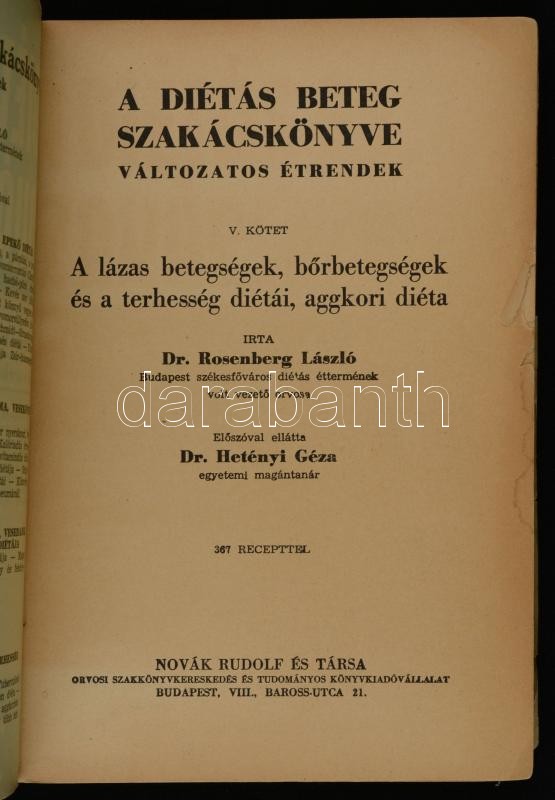 A DIÉTÁS BETEG
SZAKÁCSKÖNYVE
VÁLTOZATOS ÉTRENDEK
V. KÖTET
A lázas betegségek, bőrbetegségek
és a terhesség diétái, aggkori diéta
IRTA
Dr. Rosenberg László
Budapest székesfővárosi diétás éttermének
volt vezető orvosa
darabanth
Előszóval ellátta
Dr. Hetényi Géza
egyetemi magántanár
367 RECEPTTEL
NOVÁK RUDOLF ÉS TÁRSA
ORVOSI SZAKKÖNYVKERESKEDÉS ÉS TUDOMÁNYOS KÖNYVKIADÓVÁLLALAT
BUDAPEST, VIII., BAROSS-UTCA 21.